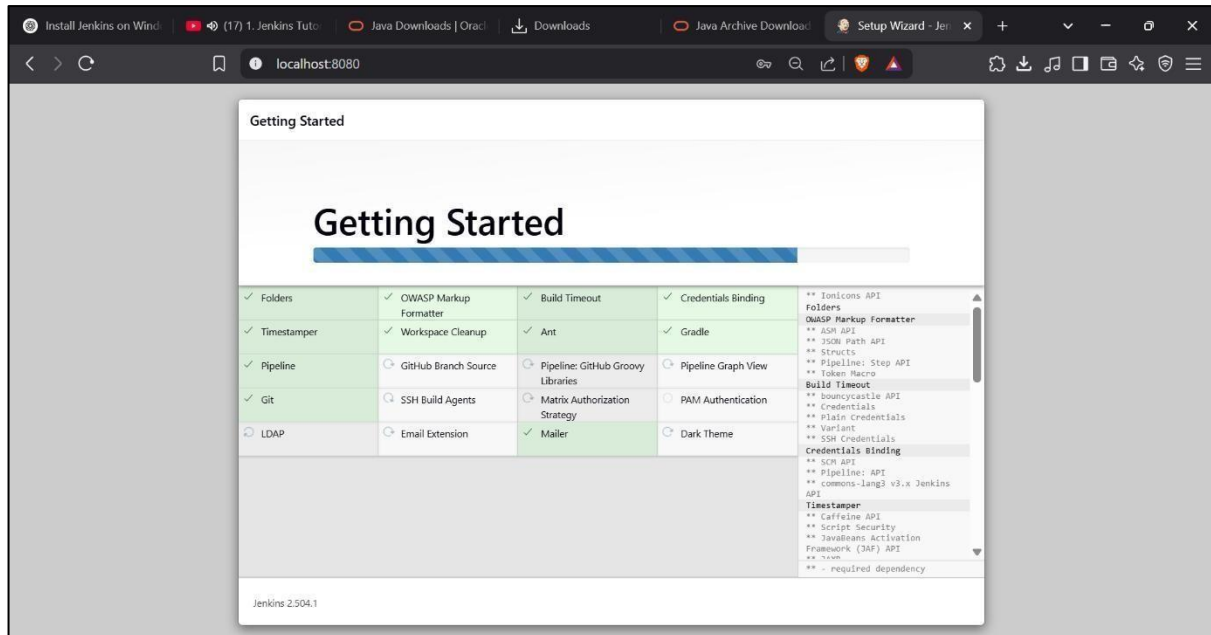 Install Jenkins on Wind
(17) 1. Jenkins Tuto
Java Downloads | Oracl
Downloads
Java Archive Download
Setup Wizard - Jen
localhost:8080
Getting Started
Getting Started
Folders
OWASP Markup
Formatter
Build Timeout
Credentials Binding
Timestamper
Workspace Cleanup
Ant
Gradle
Pipeline
GitHub Branch Source
Pipeline: GitHub Groovy
Libraries
Pipeline Graph View
Git
SSH Build Agents
Matrix Authorization
Strategy
PAM Authentication
LDAP
Email Extension
Mailer
Dark Theme
** Ionicons API
Folders
OWASP Markup Formatter
** ASM API
** JSON Path API
** Structs
** Pipeline: Step API
** Token Macro
Build Timeout
** bouncycastle API
** Credentials
** Plain Credentials
** Variant
** SSH Credentials
Credentials Binding
** SCM API
** Pipeline: API
** commons-lang3 v3.x Jenkins
API
Timestamper
** Caffeine API
** Script Security
** JavaBeans Activation
Framework (JAF) API
** - required dependency
Jenkins 2.504.1